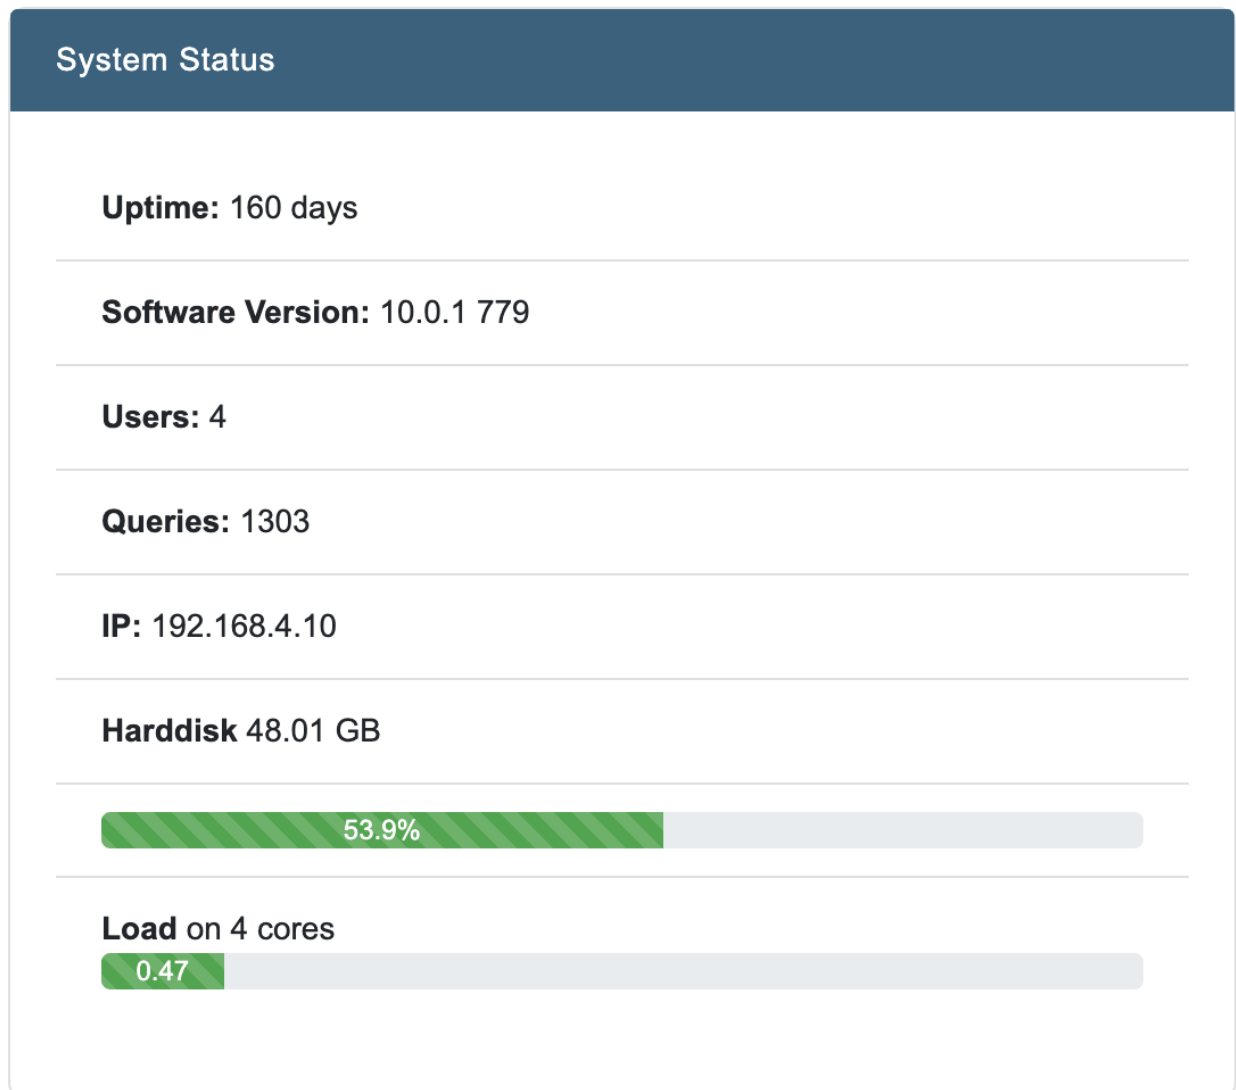 System Status
Uptime: 160 days
Software Version: 10.0.1 779
Users: 4
Queries: 1303
IP: 192.168.4.10
Harddisk 48.01 GB
53.9%
Load on 4 cores
0.47